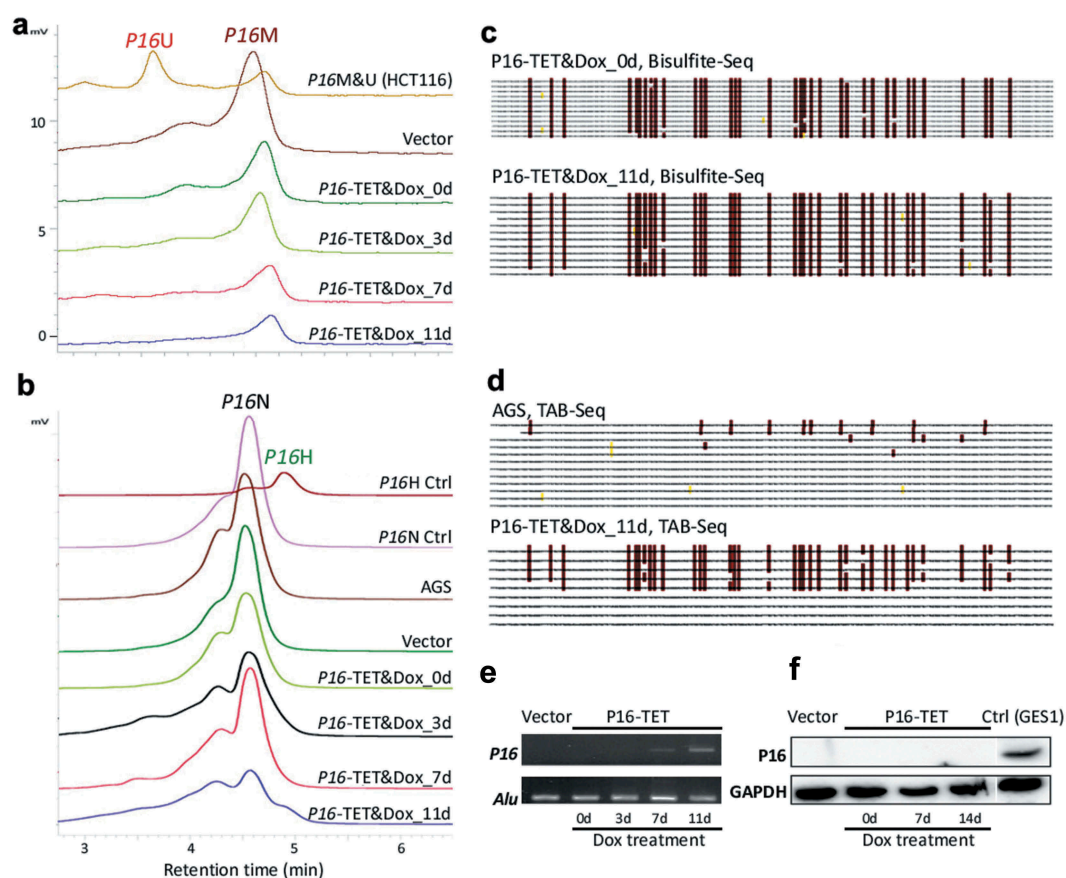 a
mV
P16U
P16M
P16M&U (HCT116)
10
Vector
P16-TET&Dox_0d
5
P16-TET&Dox_3d
P16-TET&Dox_7d
0
P16-TET&Dox_11d
b
mV
P16N
P16H
P16H Ctrl
P16N Ctrl
AGS
Vector
P16-TET&Dox_0d
P16-TET&Dox_3d
P16-TET&Dox_7d
P16-TET&Dox_11d
3 4 5 6
Retention time (min)
c
P16-TET&Dox_0d, Bisulfite-Seq
P16-TET&Dox_11d, Bisulfite-Seq
d
AGS, TAB-Seq
P16-TET&Dox_11d, TAB-Seq
e
Vector P16-TET
P16
Alu
0d 3d 7d 11d
Dox treatment
f
Vector P16-TET Ctrl (GES1)
P16
GAPDH
0d 7d 14d
Dox treatment